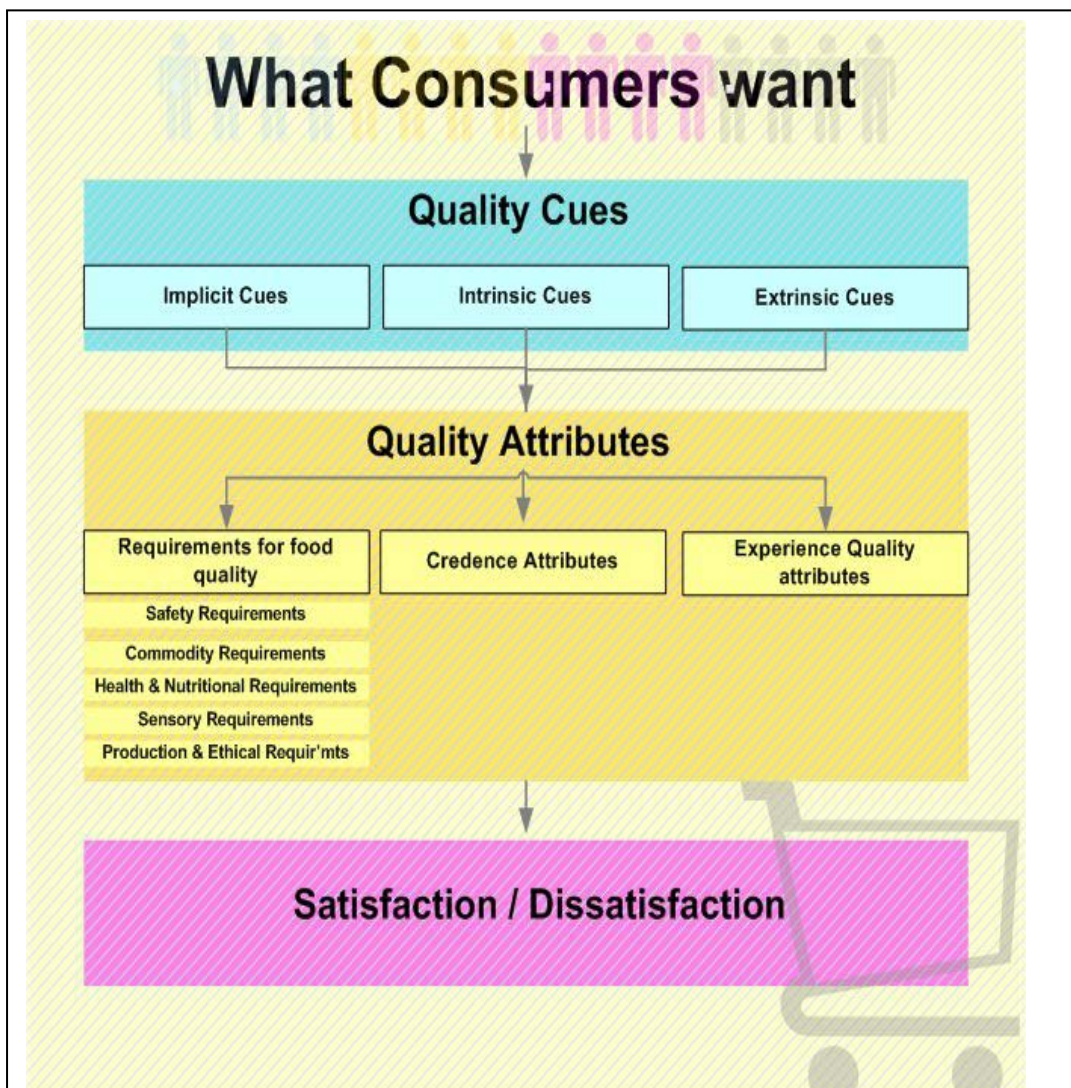 What Consumers want
Quality Cues
Implicit Cues
Intrinsic Cues
Extrinsic Cues
Quality Attributes
Requirements for food
quality
Credence Attributes
Experience Quality
attributes
Safety Requirements
Commodity Requirements
Health & Nutritional Requirements
Sensory Requirements
Production & Ethical Requir'mts
Satisfaction / Dissatisfaction